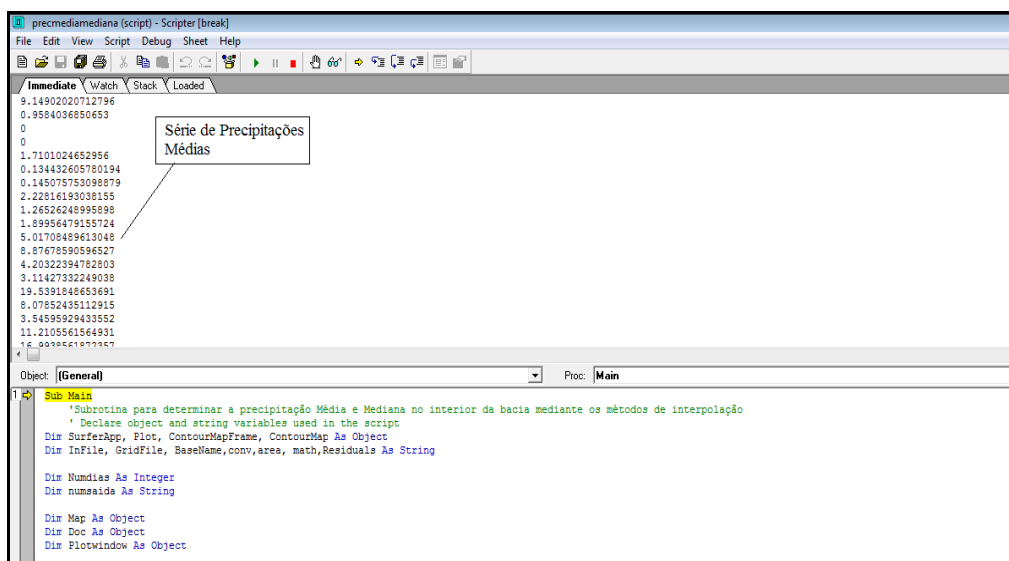 precmediamediana (script) - Scripter [break]
File Edit View Script Debug Sheet Help
Immediate Watch Stack Loaded
9.14902020712796
0.9584036850653
0
0
1.7101024652956
0.134432605780194
0.145075753098879
2.22816193038155
1.26526248995898
1.89956479155724
5.01708489613048
8.87678590596527
4.20322394782803
3.11427332249038
19.5391848653691
8.07852435112915
3.54595929433552
11.2105561564931
16.9938561872357
Série de Precipitações
Médias
Object: (General) Proc: Main
1 Sub Main
'Subrotina para determinar a precipitação Média e Mediana no interior da bacia mediante os métodos de interpolação
' Declare object and string variables used in the script
Dim SurferApp, Plot, ContourMapFrame, ContourMap As Object
Dim InFile, GridFile, BaseName,conv,area, math,Residuals As String
Dim Numdias As Integer
Dim numsaida As String
Dim Map As Object
Dim Doc As Object
Dim Plotwindow As Object